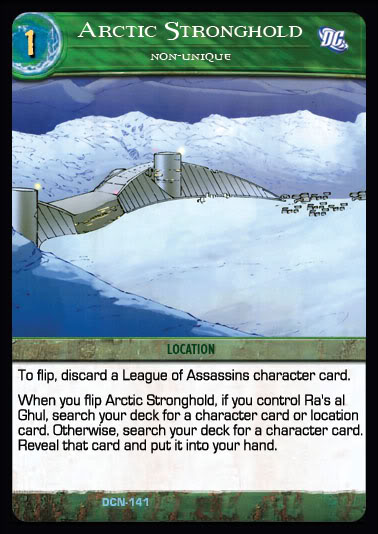 1
ARCTIC STRONGHOLD
DC
NON-UNIQUE
LOCATION
To flip, discard a League of Assassins character card.
When you flip Arctic Stronghold, if you control Ra's al
Ghul, search your deck for a character card or location
card. Otherwise, search your deck for a character card.
Reveal that card and put it into your hand.
DCN-141